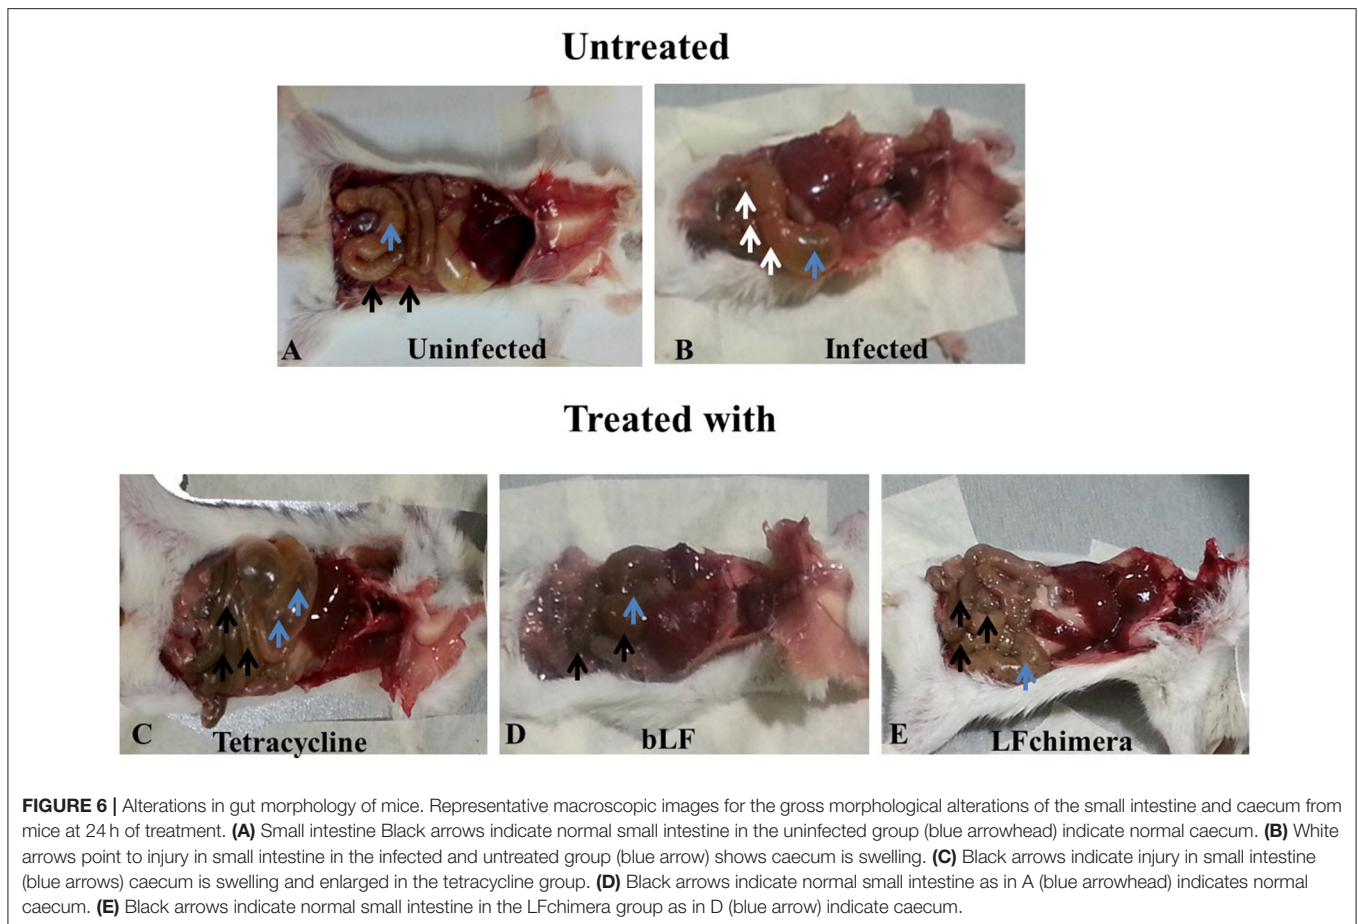 Untreated
A
Uninfected
B
Infected
Treated with
C
Tetracycline
D
bLF
E
LFchimera
FIGURE 6 | Alterations in gut morphology of mice. Representative macroscopic images for the gross morphological alterations of the small intestine and caecum from
mice at 24 h of treatment. (A) Small intestine Black arrows indicate normal small intestine in the uninfected group (blue arrowhead) indicate normal caecum. (B) White
arrows point to injury in small intestine in the infected and untreated group (blue arrow) shows caecum is swelling. (C) Black arrows indicate injury in small intestine
(blue arrows) caecum is swelling and enlarged in the tetracycline group. (D) Black arrows indicate normal small intestine as in A (blue arrowhead) indicates normal
caecum. (E) Black arrows indicate normal small intestine in the LFchimera group as in D (blue arrow) indicate caecum.